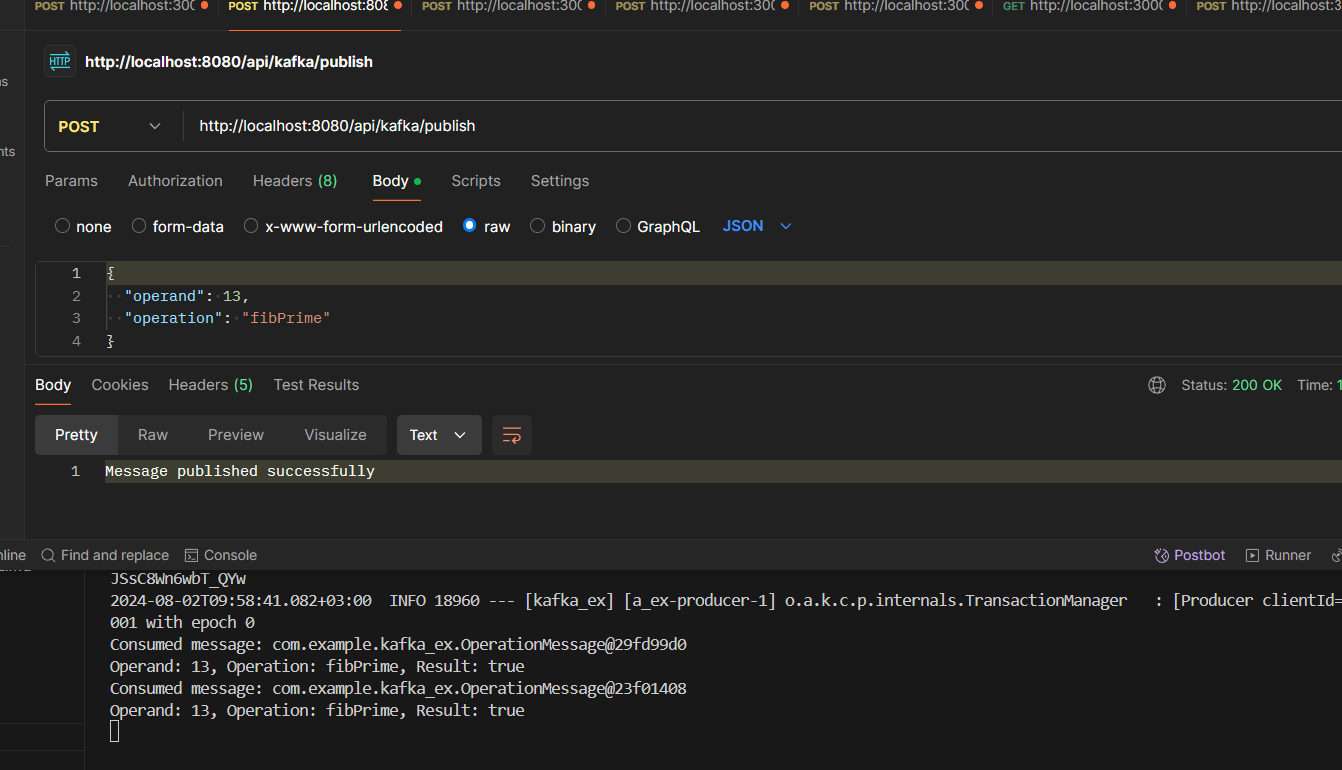 POST http://localhost:300 POST http://localhost:808 POST http://localhost:300 POST http://localhost:300 POST http://localhost:300 GET http://localhost:3000 POST http://localhost:3
HTTP http://localhost:8080/api/kafka/publish
POST http://localhost:8080/api/kafka/publish
Params Authorization Headers (8) Body Scripts Settings
none form-data x-www-form-urlencoded raw binary GraphQL JSON
1 {
2 "operand": 13,
3 "operation": "fibPrime"
4 }
Body Cookies Headers (5) Test Results Status: 200 OK Time: 1
Pretty Raw Preview Visualize Text
1 Message published successfully
nline Find and replace Console Postbot Runner
JSsC8Wn6wbT_QYw
2024-08-02T09:58:41.082+03:00 INFO 18960 --- [kafka_ex] [a_ex-producer-1] o.a.k.c.p.internals.TransactionManager : [Producer clientId=
001 with epoch 0
Consumed message: com.example.kafka_ex.OperationMessage@29fd99d0
Operand: 13, Operation: fibPrime, Result: true
Consumed message: com.example.kafka_ex.OperationMessage@23f01408
Operand: 13, Operation: fibPrime, Result: true